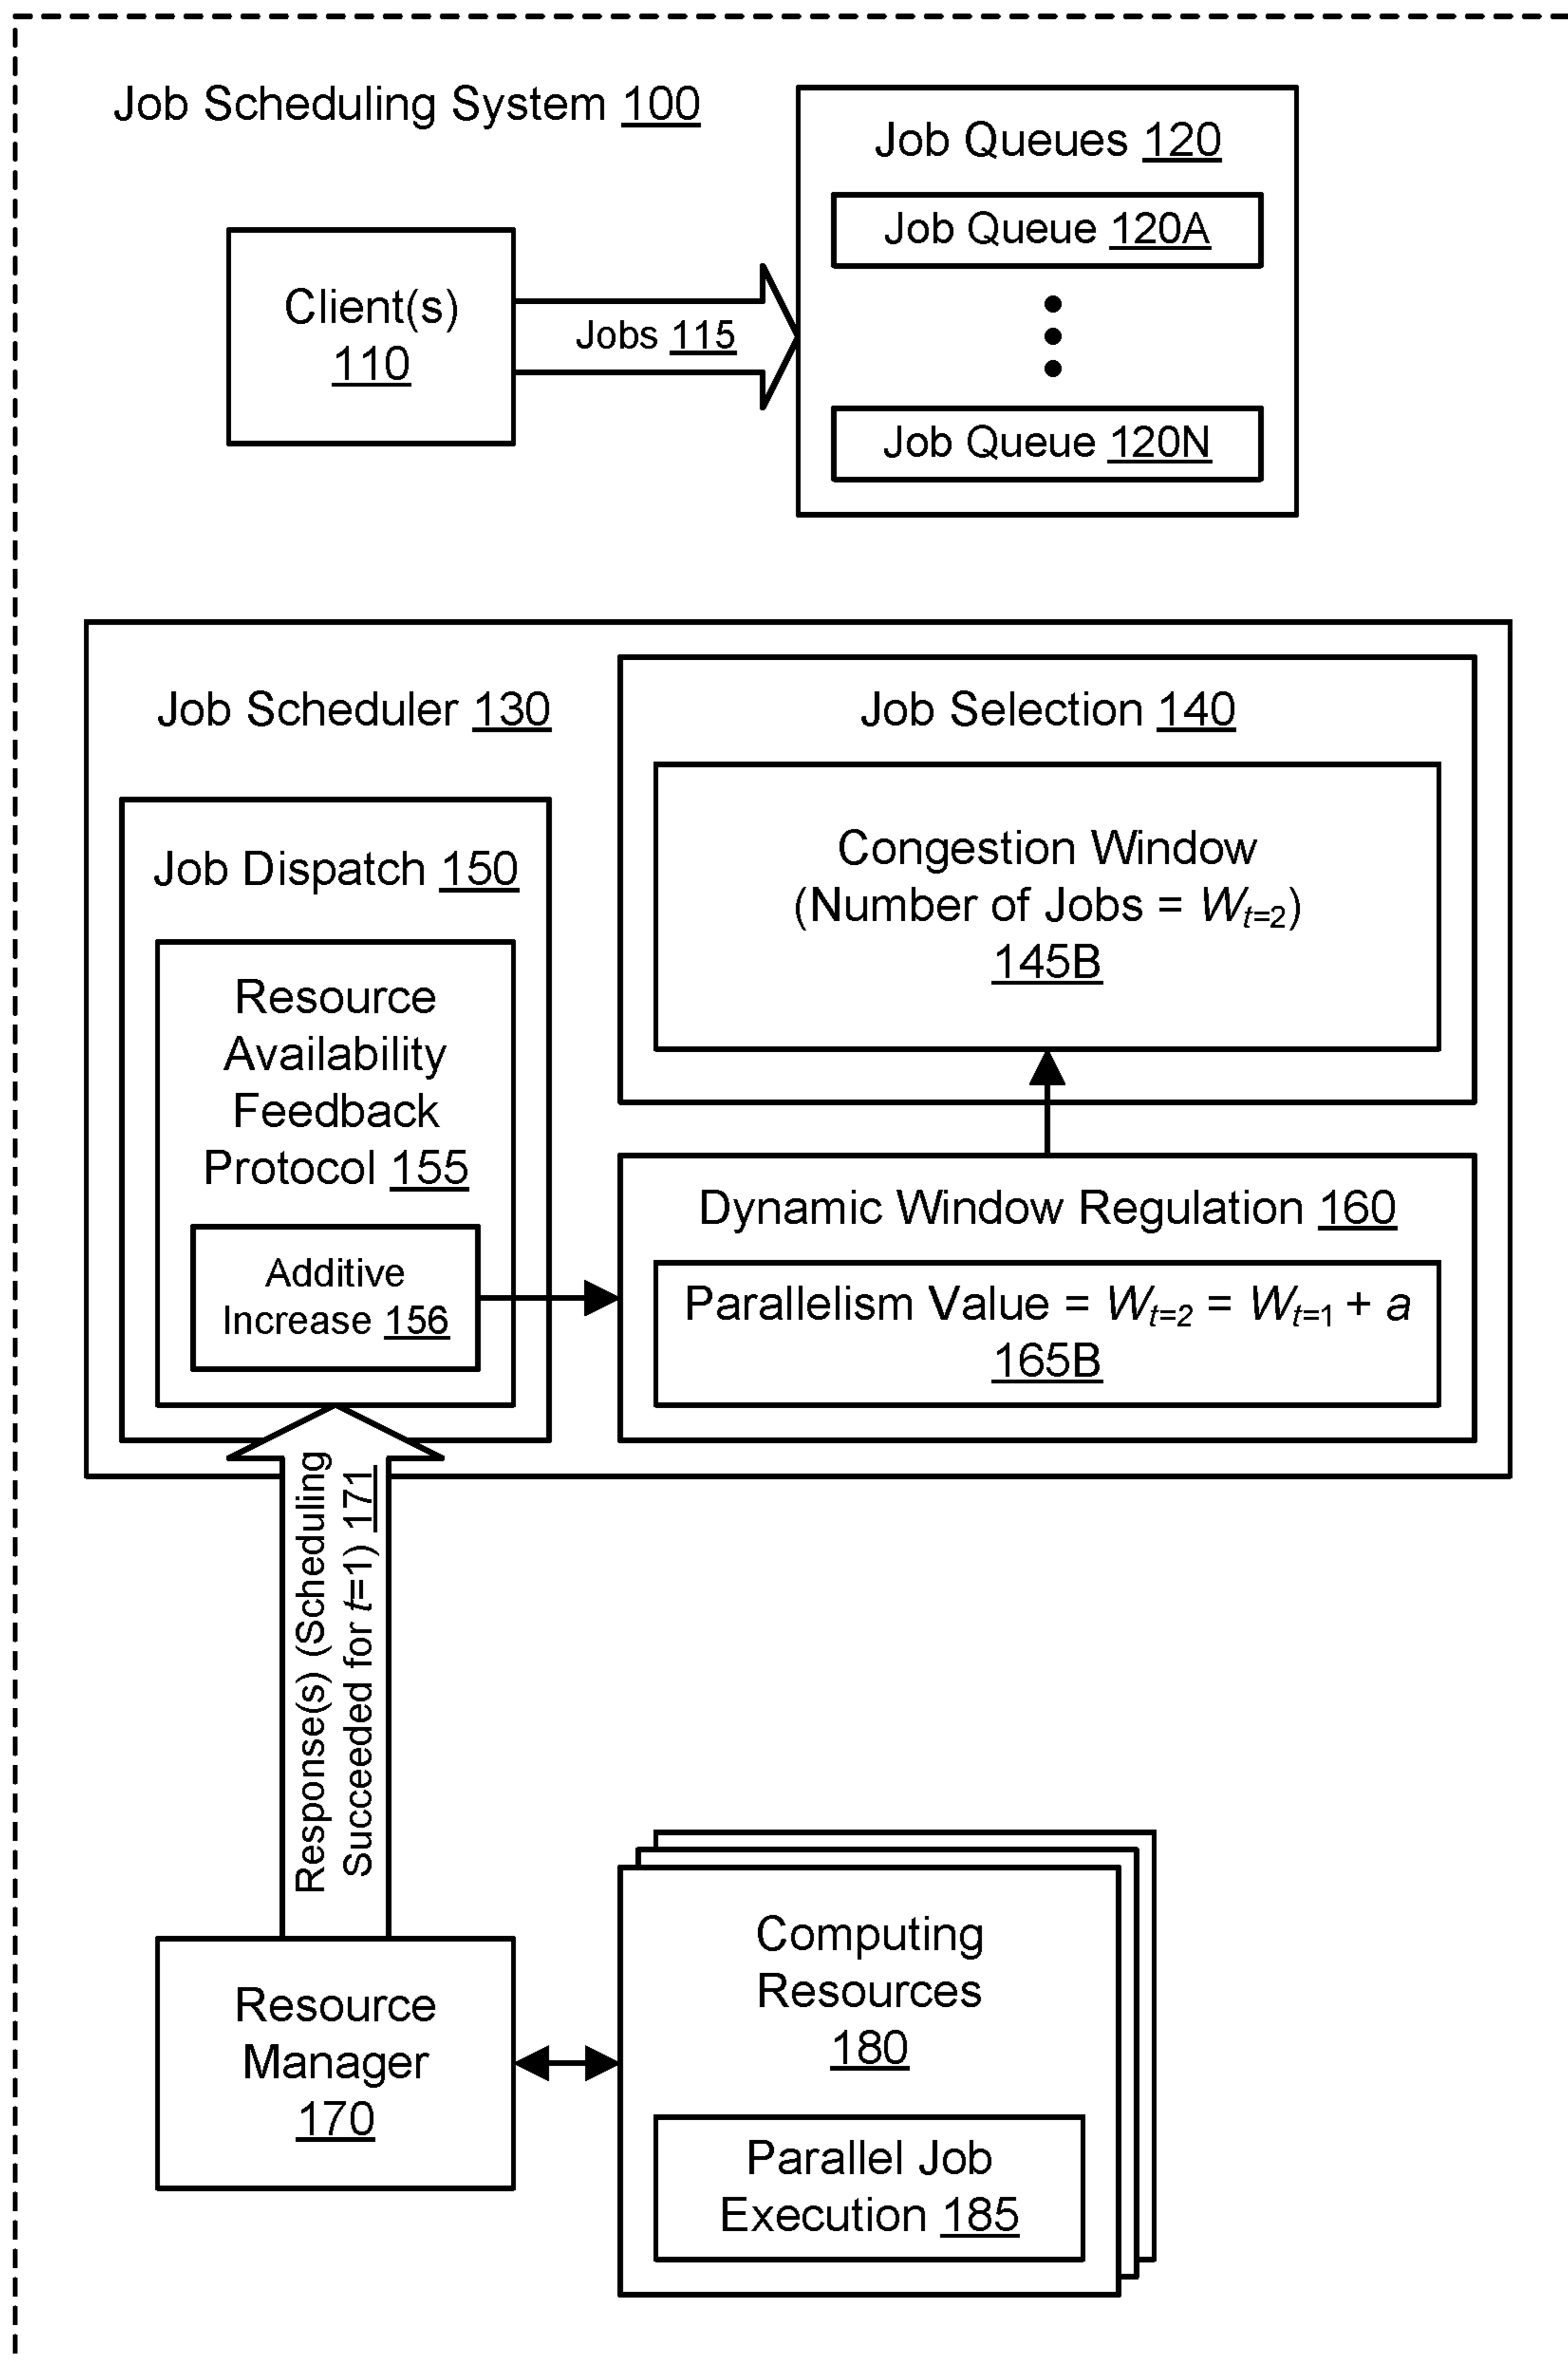 Job Scheduling System 100
Job Queues 120
Job Queue 120A
Client(s)
110
Jobs 115
Job Queue 120N
Job Scheduler 130
Job Selection 140
Congestion Window
(Number of Jobs = Wt=2)
145B
Job Dispatch 150
Resource
Availability
Feedback
Protocol 155
Additive
Increase 156
Dynamic Window Regulation 160
Parallelism Value = Wt=2 = Wt=1 + a
165B
Response(s) (Scheduling
Succeeded for t=1) 171
Resource
Manager
170
Computing
Resources
180
Parallel Job
Execution 185